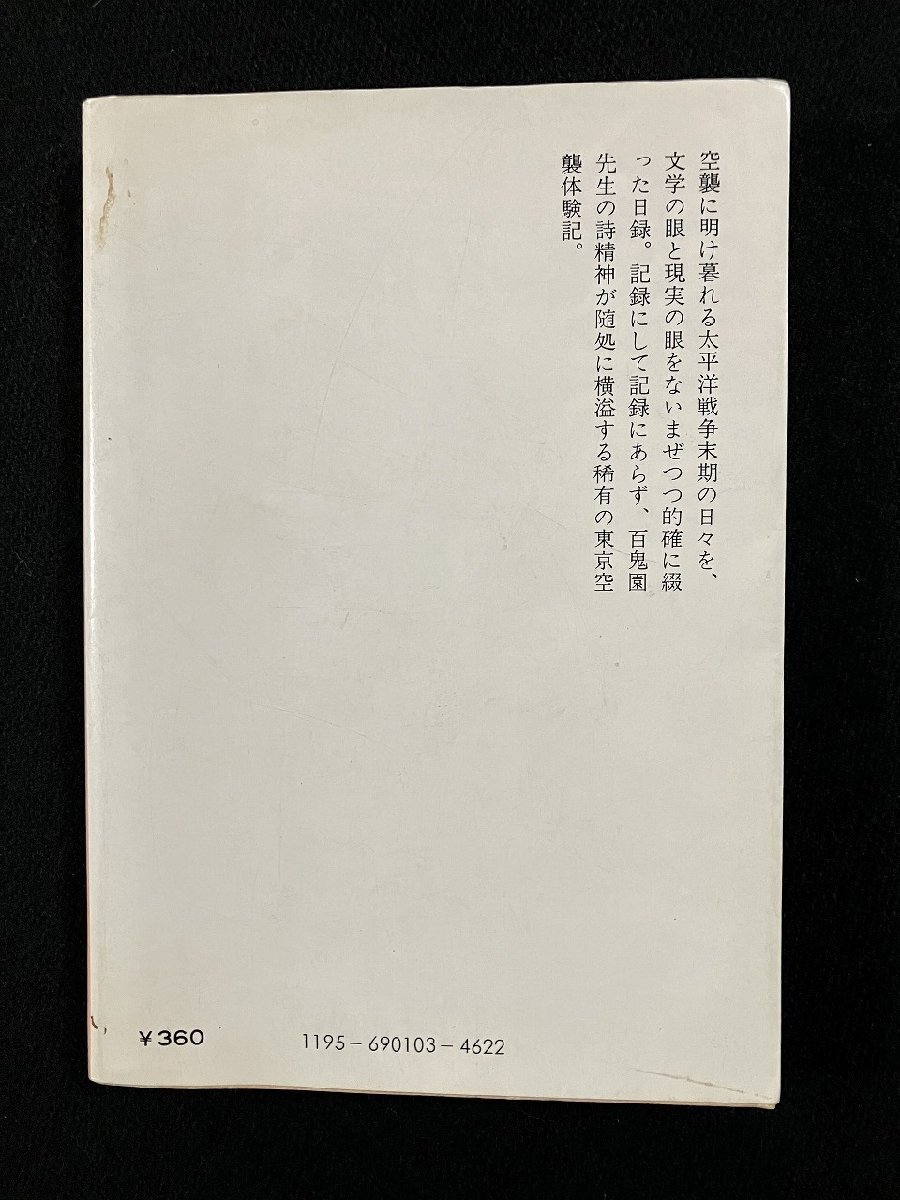 空襲に明け暮れる太平洋戦争末期の日々を、
文学の眼と現実の眼をないまぜつつ的確に綴
った日録。記録にして記録にあらず、百鬼園
先生の詩精神が随処に横溢する稀有の東京空
襲体験記。
¥360
1195-690103-4622